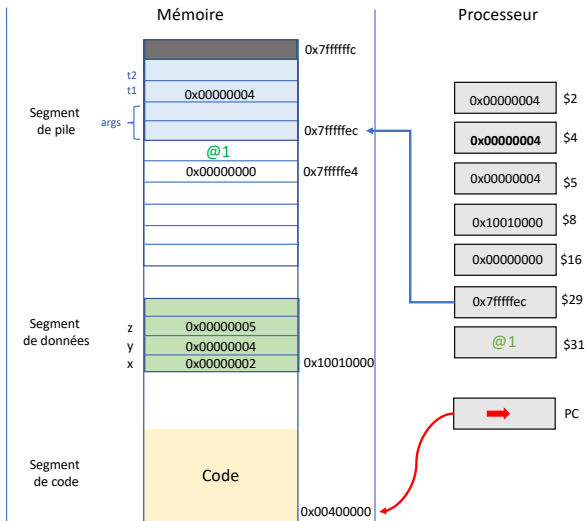 Mémoire
Processeur
0x7ffffffc
t2
t1
0x00000004
args
Segment
de pile
0x7fffffec
@1
0x00000000
0x7fffffe4
0x00000004
$2
0x00000004
$4
0x00000004
$5
0x10010000
$8
0x00000000
$16
0x7fffffec
$29
@1
$31
PC
Segment
de données
z
0x00000005
y
0x00000004
x
0x00000002
0x10010000
Segment
de code
Code
0x00400000